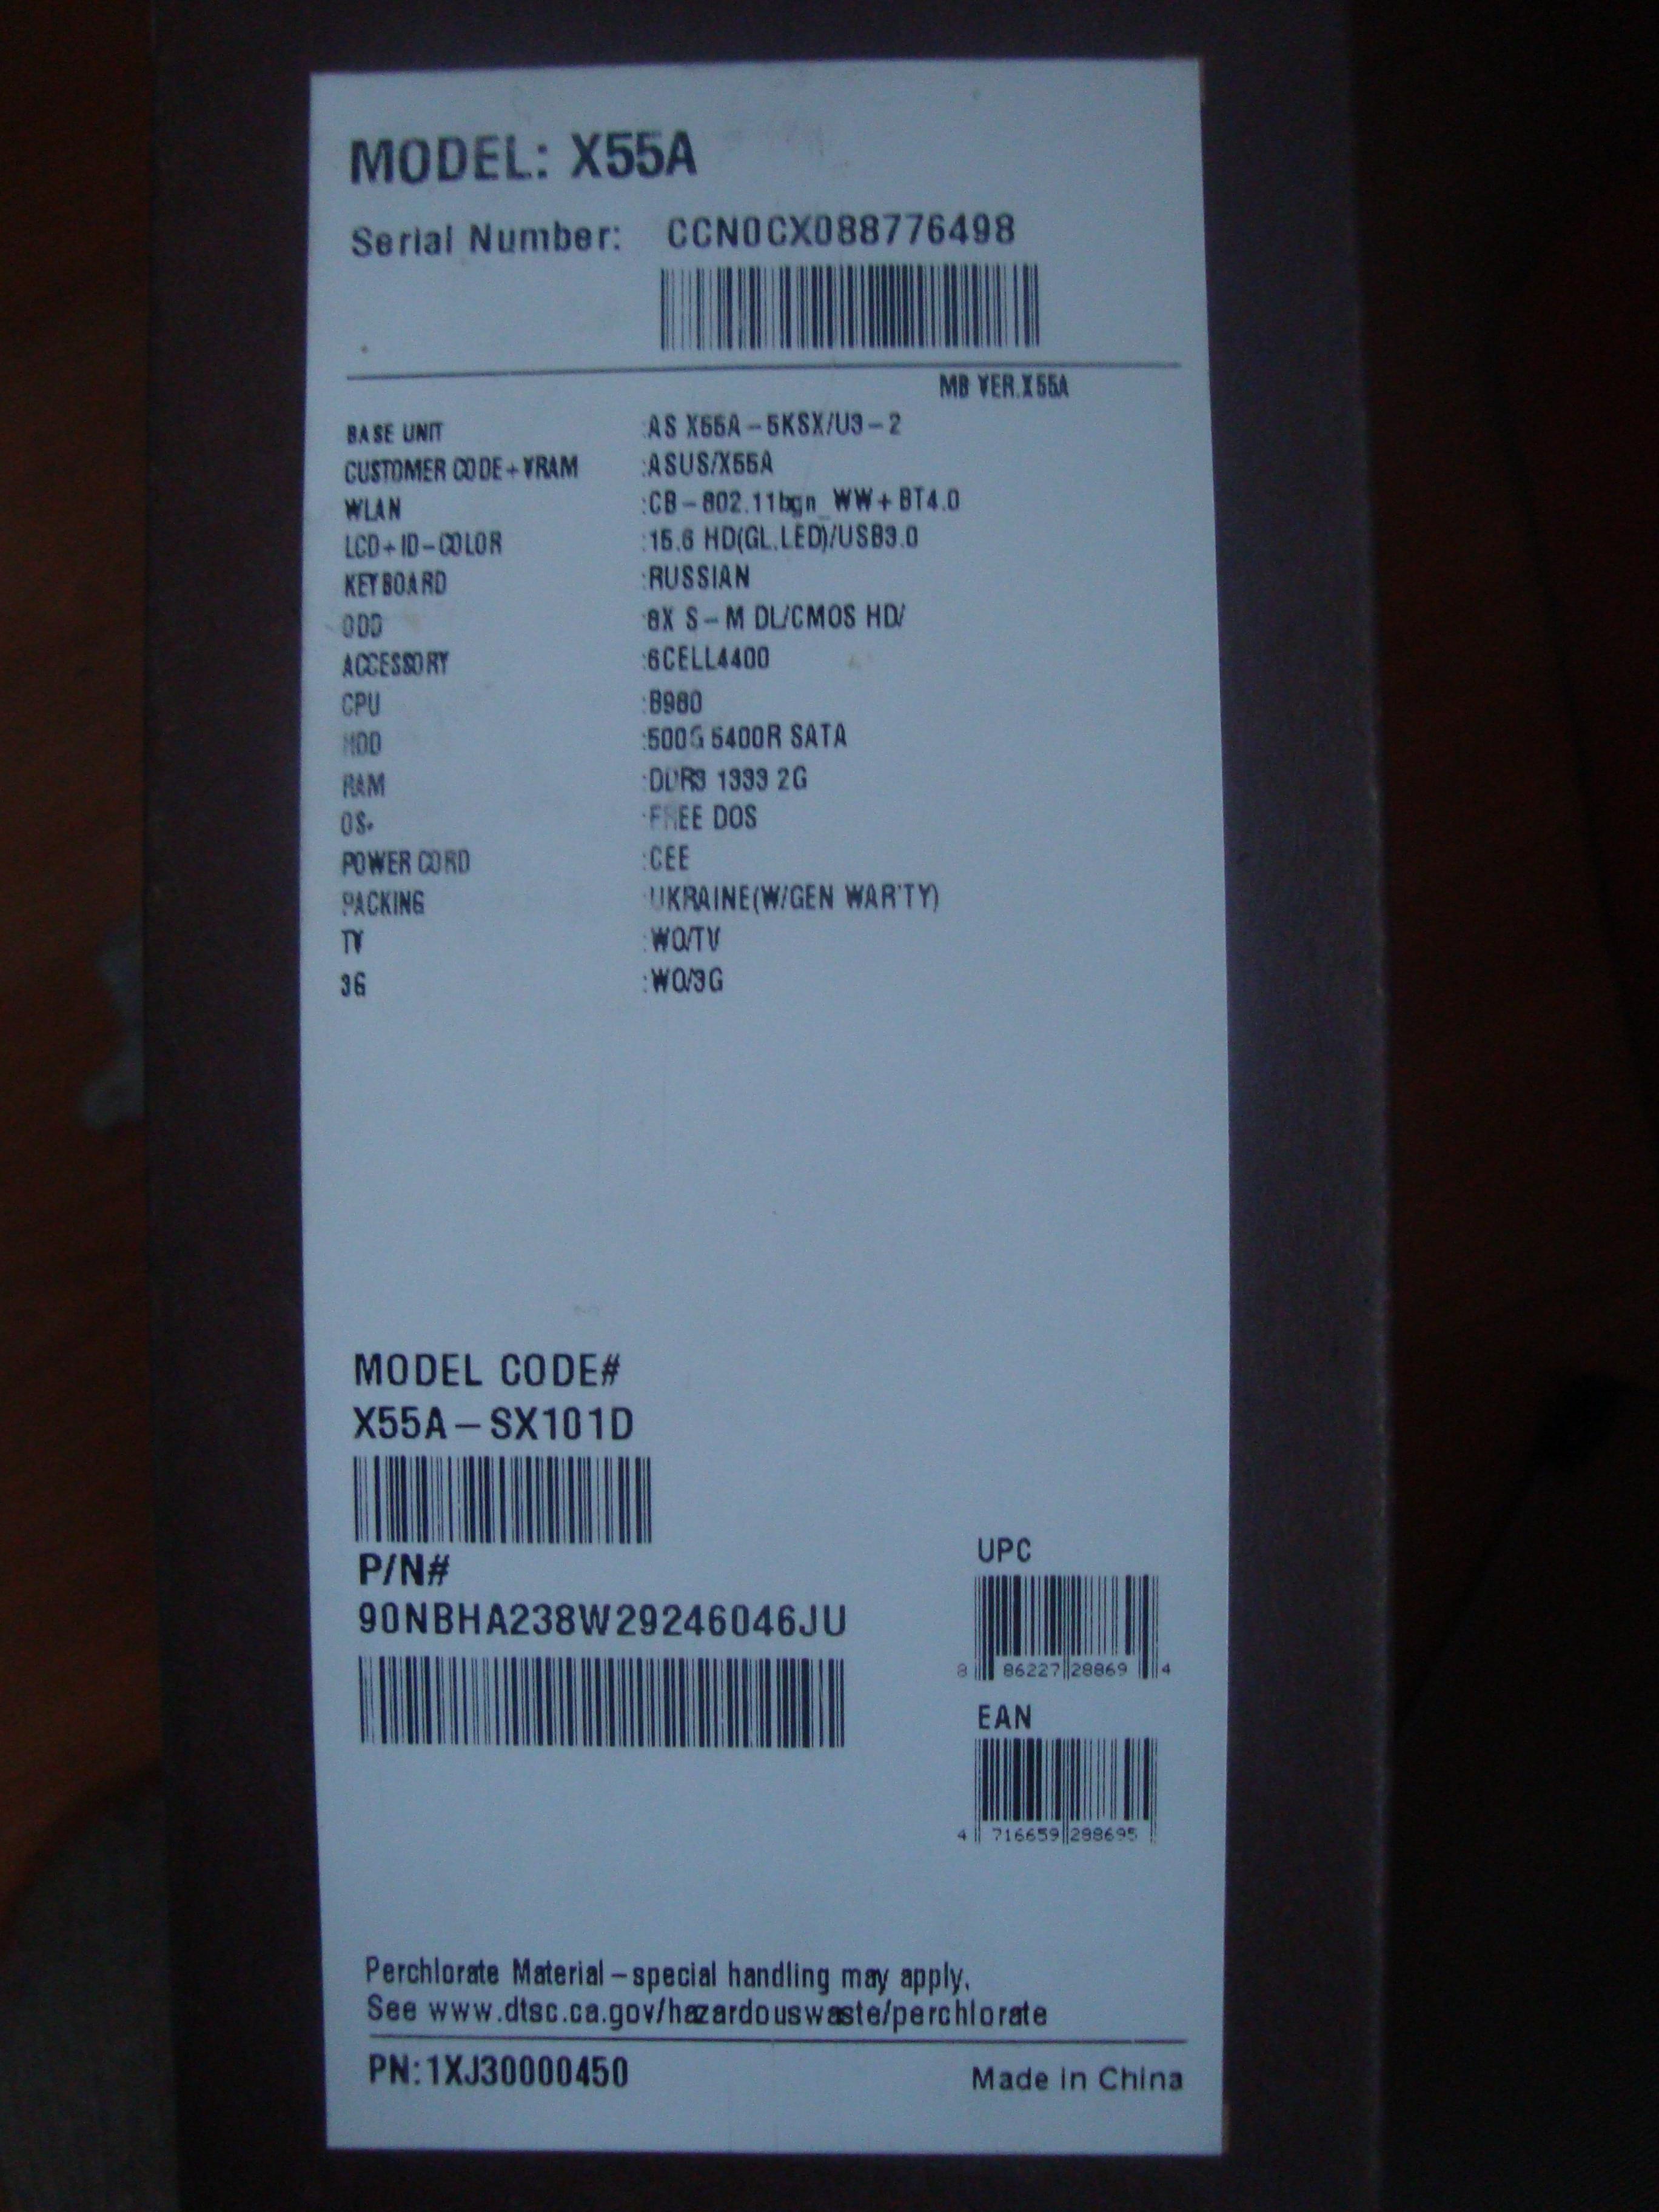 MODEL: X55A
Serial Number: CCN0CX088776498
MB VER.X55A
BASE UNIT :AS X55A-5KSX/U3-2
CUSTOMER CODE+VRAM :ASUS/X55A
WLAN :CB-802.11bgn_WW+BT4.0
LCD+ID-COLOR :15.6 HD(GL,LED)/USB3.0
KEYBOARD :RUSSIAN
ODD :8X S-M DL/CMOS HD/
ACCESSORY :6CELL4400
CPU :B980
HDD :500G 5400R SATA
RAM :DDR3 1333 2G
OS :FREE DOS
POWER CORD :CEE
PACKING :UKRAINE(W/GEN WAR'TY)
TV :WO/TV
3G :WO/3G
MODEL CODE#
X55A-SX101D
P/N#
90NBHA238W29246046JU
UPC
8 86227 28869 4
EAN
4 716659 288695
Perchlorate Material-special handling may apply.
See www.dtsc.ca.gov/hazardouswaste/perchlorate
PN:1XJ30000450 Made in China